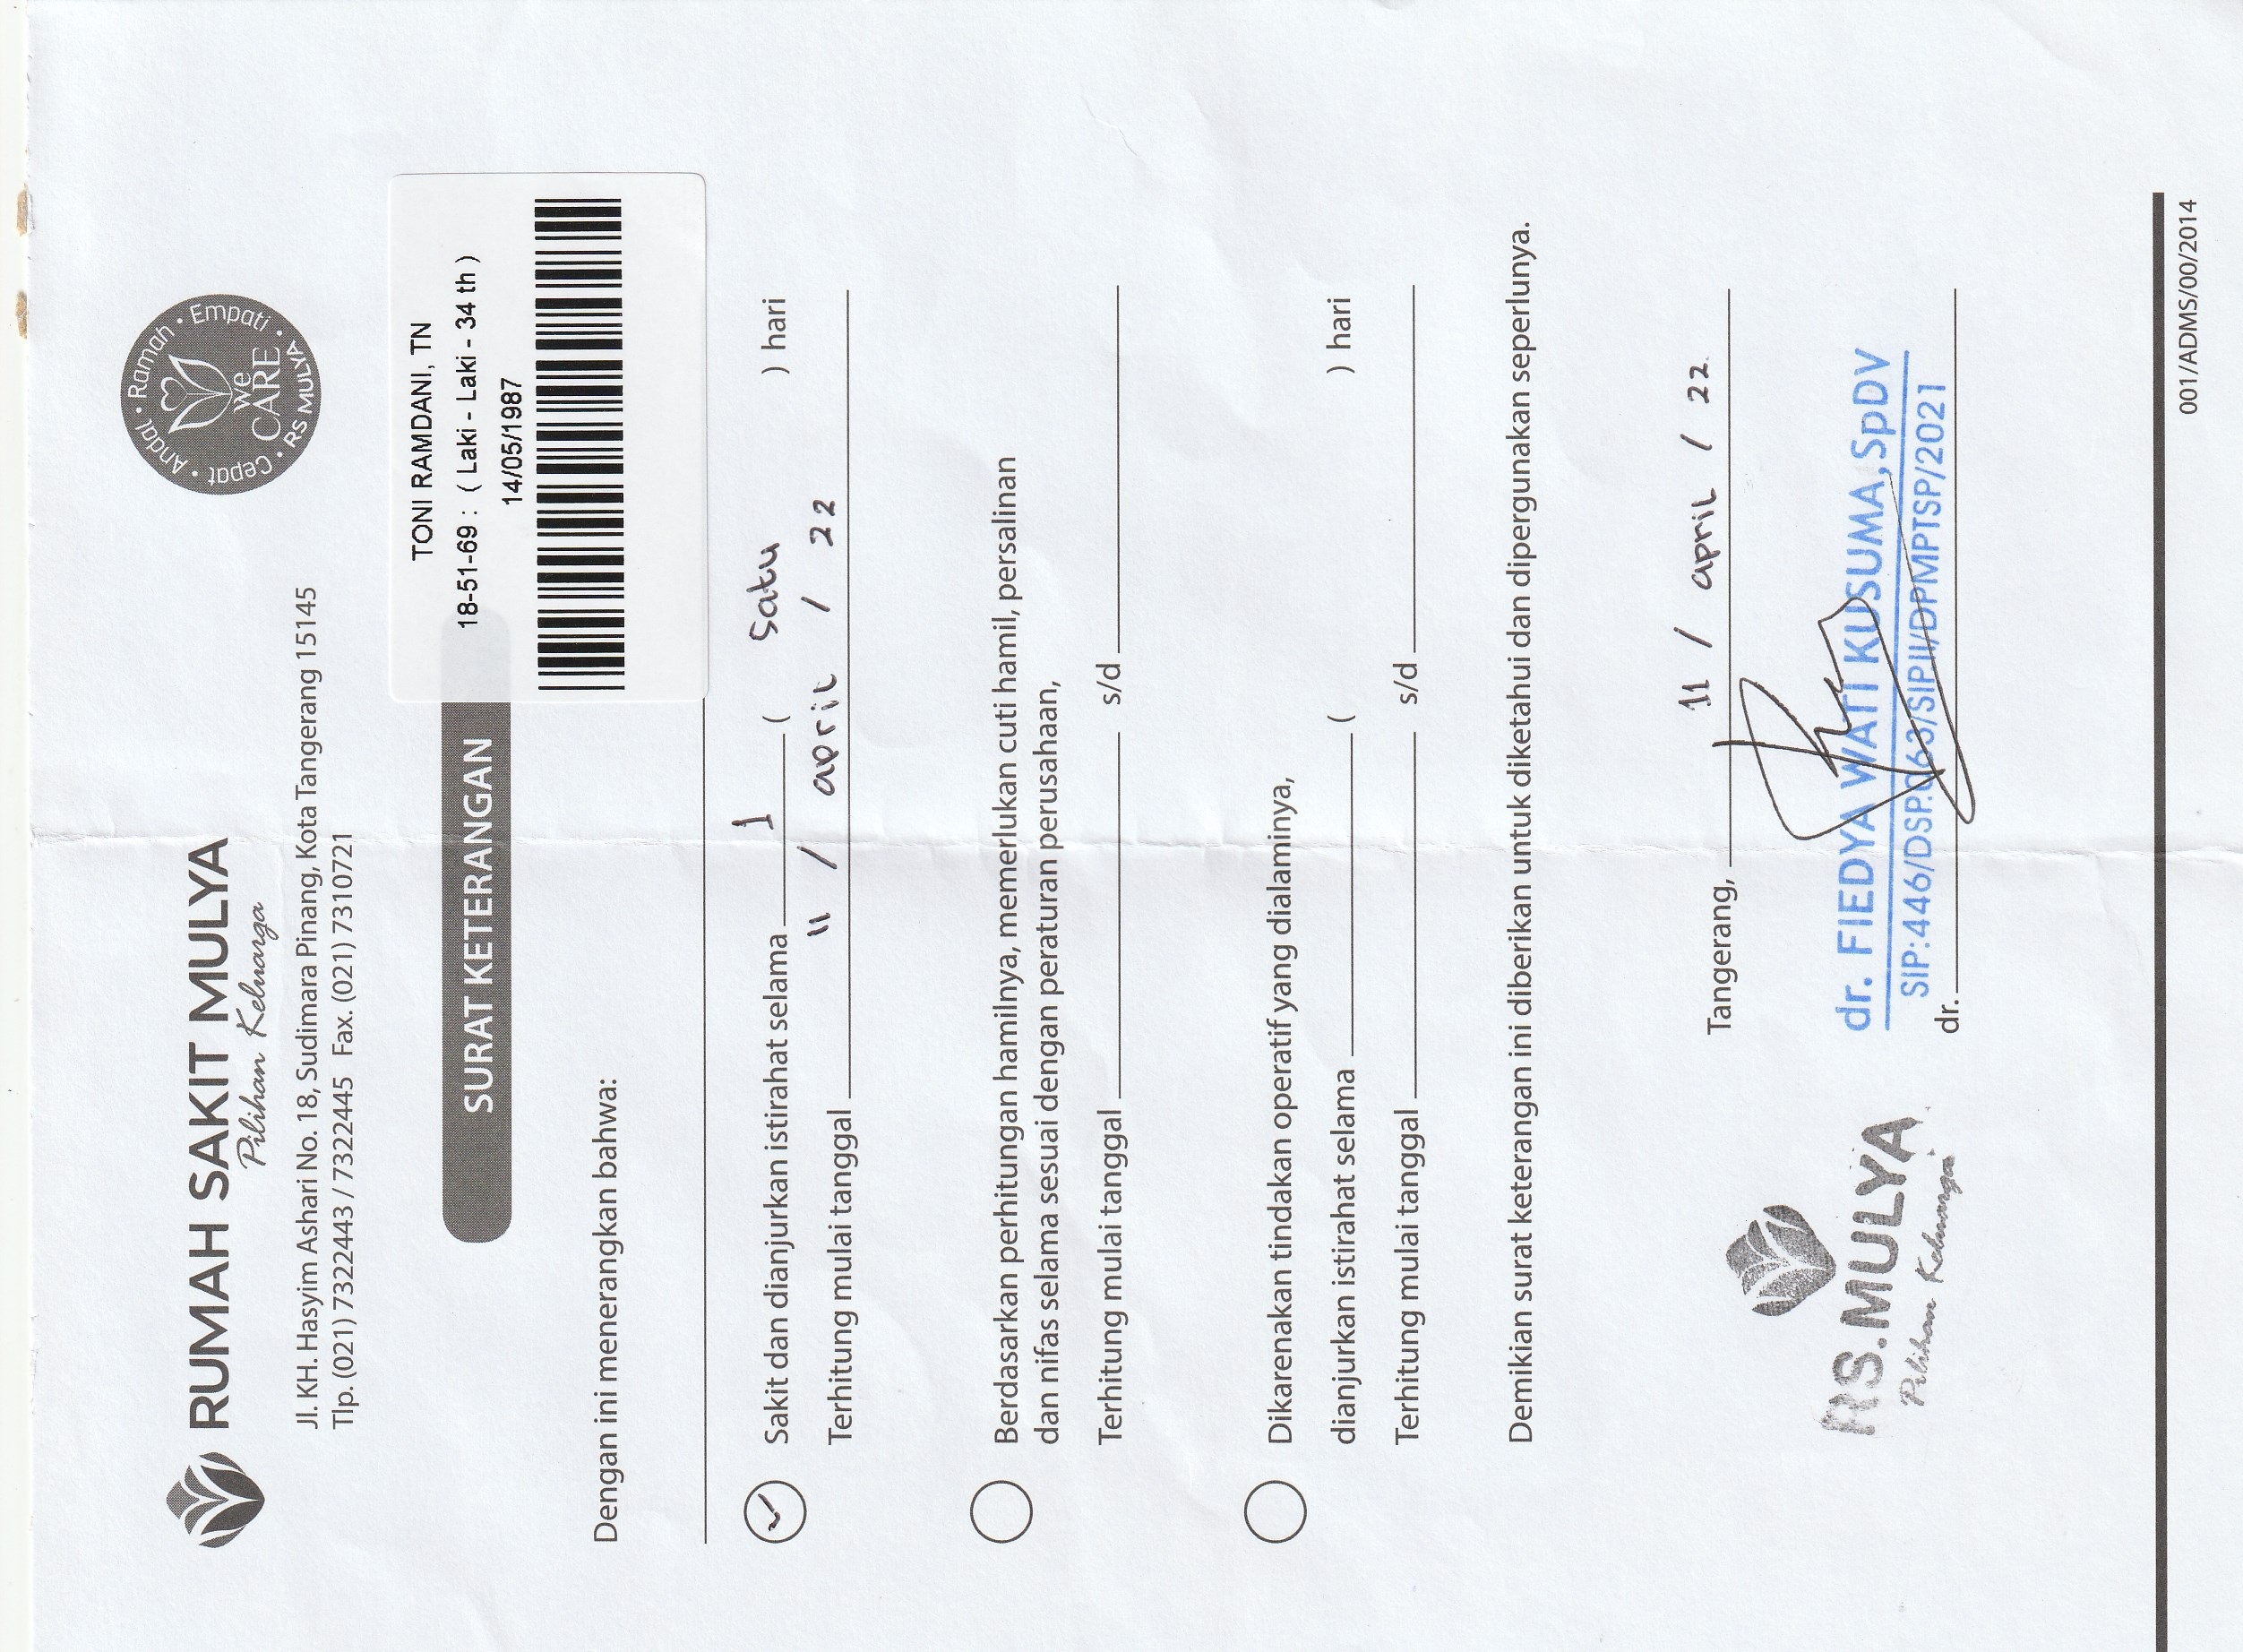 RUMAH SAKIT MULYA
Pilihan Keluarga
Jl. KH. Hasyim Ashari No. 18, Sudimara Pinang, Kota Tangerang 15145
Tlp. (021) 7322443 / 7322445 Fax. (021) 7310721
Cepat • Andal • Ramah • Empati • RS MULYA
We
CARE
SURAT KETERANGAN
TONI RAMDANI, TN
18-51-69 : ( Laki - Laki - 34 th )
14/05/1987
Dengan ini menerangkan bahwa:
Sakit dan dianjurkan istirahat selama 1 ( Satu ) hari
Terhitung mulai tanggal 11 / april / 22
Berdasarkan perhitungan hamilnya, memerlukan cuti hamil, persalinan
dan nifas selama sesuai dengan peraturan perusahaan,
Terhitung mulai tanggal s/d
Dikarenakan tindakan operatif yang dialaminya,
dianjurkan istirahat selama ( ) hari
Terhitung mulai tanggal s/d
Demikian surat keterangan ini diberikan untuk diketahui dan dipergunakan seperlunya.
Tangerang, 11 / april / 22
RS.MULYA
Pilihan Keluarga
dr. FIEDYA WATI KUSUMA,SpDV
SIP:446/DSP.063/SIPII/DPMPTSP/2021
dr.
001/ADMS/00/2014